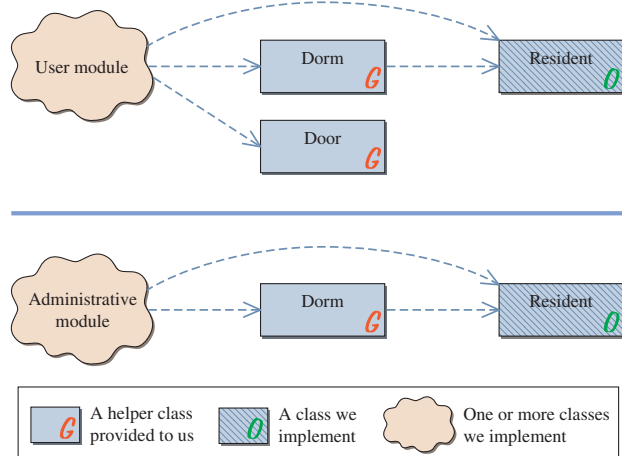 User module
Dorm
G
Resident
O
Door
G
Administrative
module
Dorm
G
Resident
O
G
A helper class
provided to us
O
A class we
implement
One or more classes
we implement